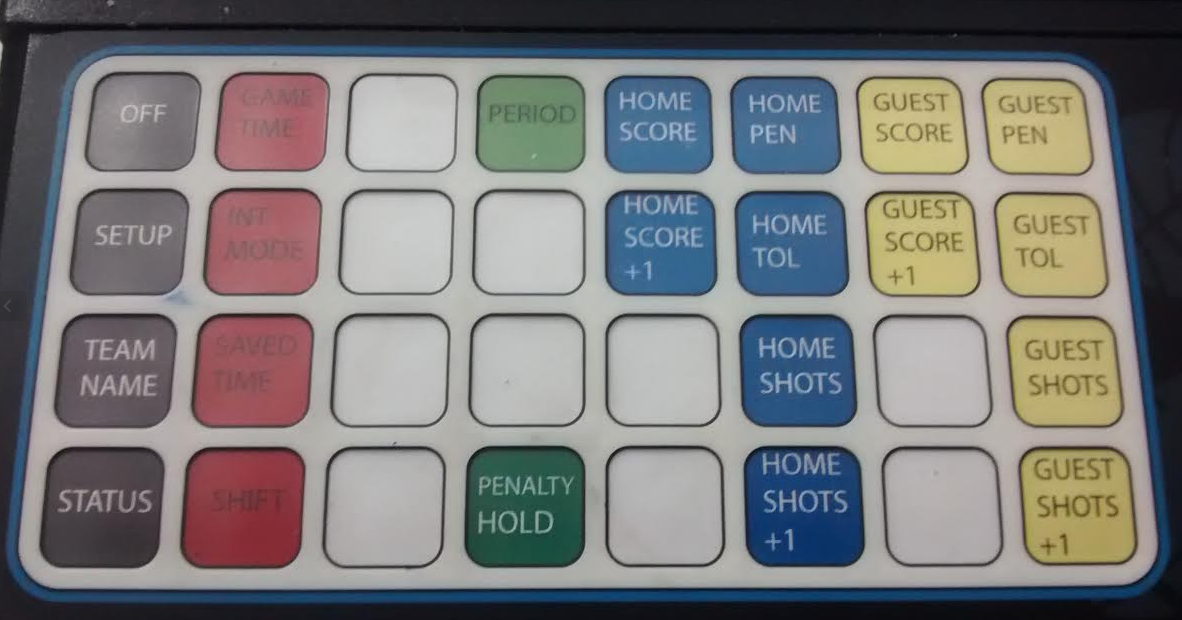 OFF
GAME
TIME
PERIOD
HOME
SCORE
HOME
PEN
GUEST
SCORE
GUEST
PEN
SETUP
INT
MODE
HOME
SCORE
+1
HOME
TOL
GUEST
SCORE
+1
GUEST
TOL
TEAM
NAME
SAVED
TIME
HOME
SHOTS
GUEST
SHOTS
STATUS
SHIFT
PENALTY
HOLD
HOME
SHOTS
+1
GUEST
SHOTS
+1